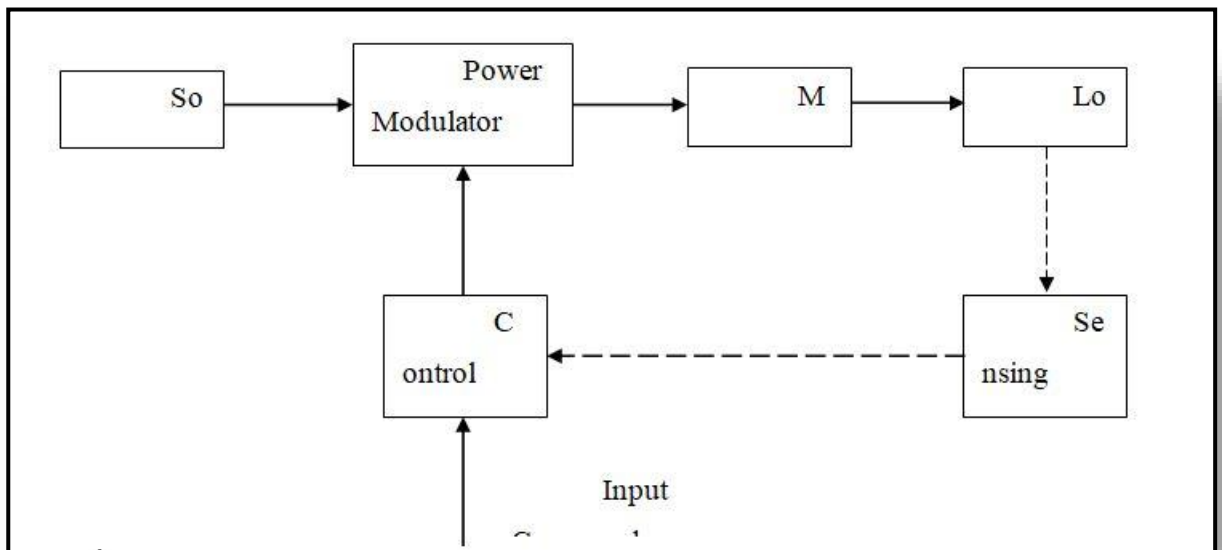 So
Power
Modulator
M
Lo
C
ontrol
Se
nsing
Input